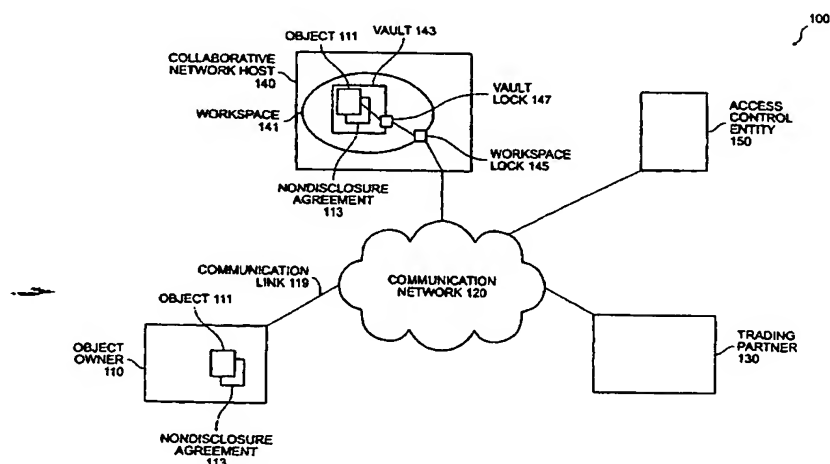 100
OBJECT 111
VAULT 143
COLLABORATIVE
NETWORK HOST
140
WORKSPACE
141
VAULT
LOCK 147
WORKSPACE
LOCK 145
NONDISCLOSURE
AGREEMENT
113
ACCESS
CONTROL
ENTITY
150
COMMUNICATION
LINK 119
COMMUNICATION
NETWORK 120
OBJECT 111
OBJECT
OWNER
110
TRADING
PARTNER
130
NONDISCLOSURE
AGREEMENT
113